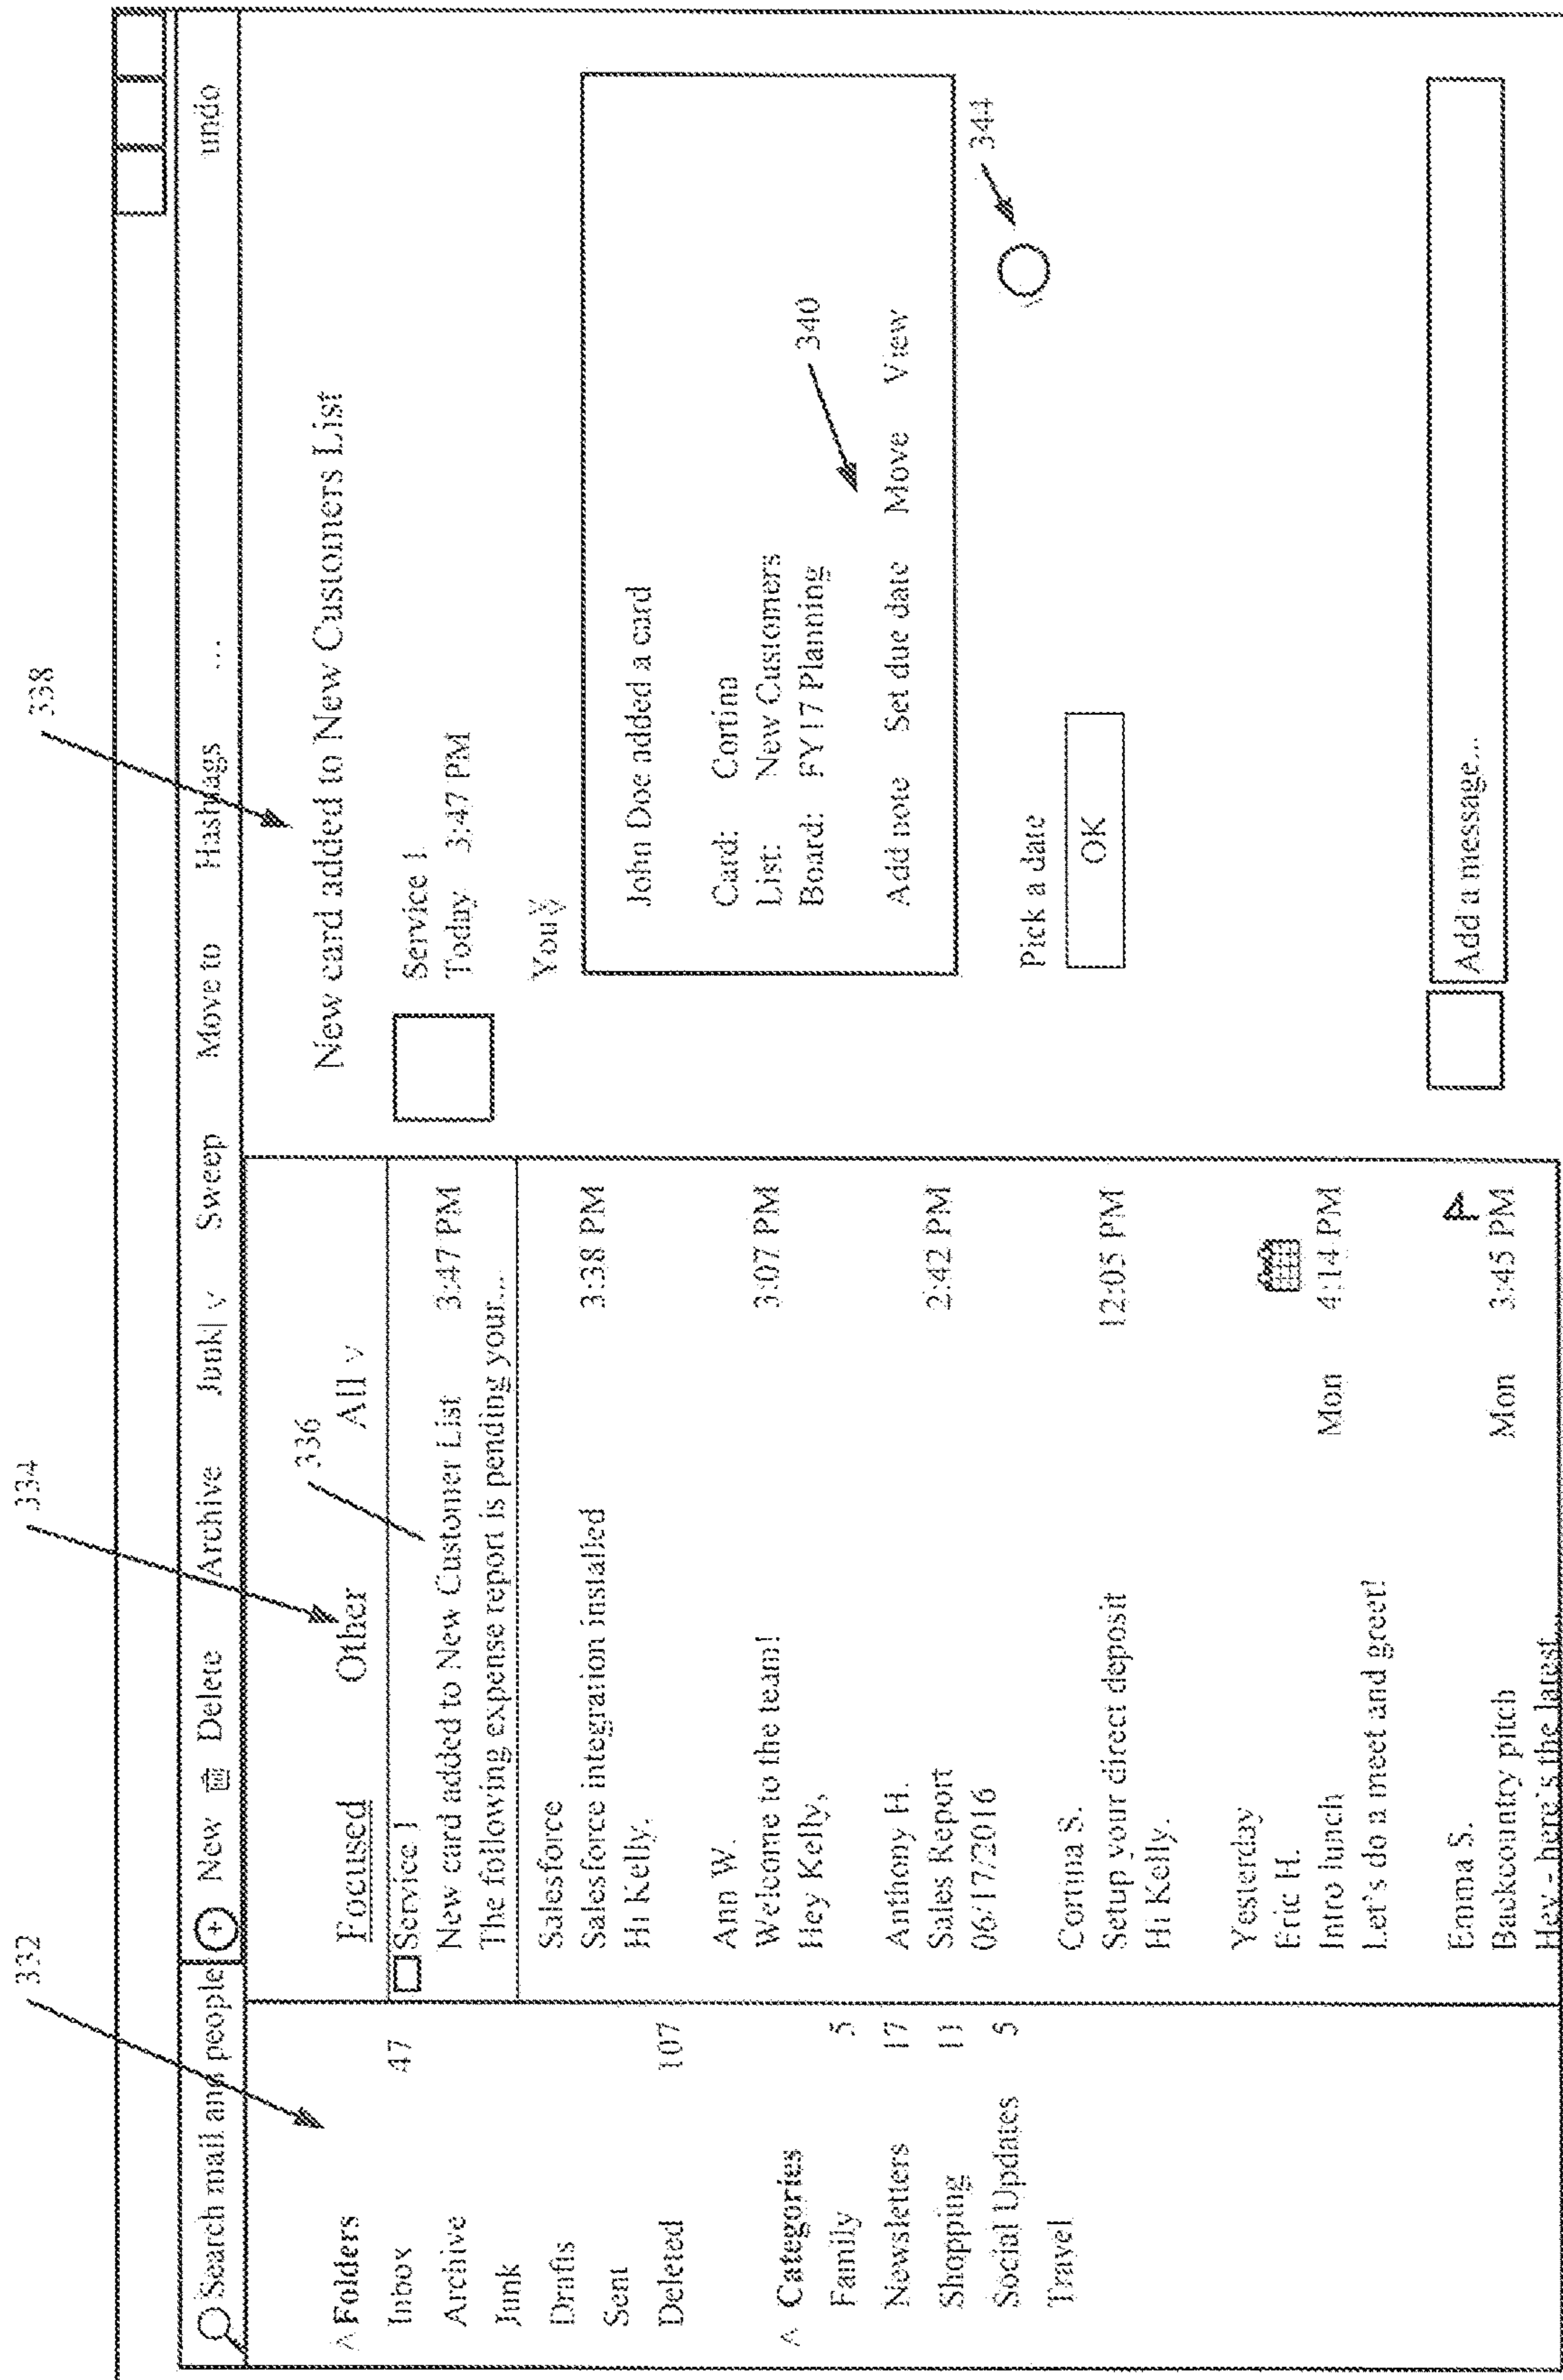 332
334
338
Search mail and people
New Delete Archive Junk| v Sweep Move to Hashtags ... undo
^ Folders
Inbox 47
Archive
Junk
Drafts
Sent
Deleted 107
^ Categories
Family 5
Newsletters 17
Shopping 11
Social Updates 5
Travel
Focused Other All v
336
Service 1
New card added to New Customer List 3:47 PM
The following expense report is pending your...
Salesforce
Salesforce integration installed 3:38 PM
Hi Kelly.
Ann W.
Welcome to the team! 3:07 PM
Hey Kelly,
Anthony H.
Sales Report 2:42 PM
06/17/2016
Cortina S.
Setup your direct deposit 12:05 PM
Hi Kelly.
Yesterday
Eric H.
Intro lunch Mon 4:14 PM
Let's do a meet and greet!
Emma S.
Backcountry pitch Mon 3:45 PM
Hey - here's the latest...
New card added to New Customers List
Service 1
Today 3:47 PM
You
John Doe added a card
Card: Cortina
List: New Customers
Board: FY17 Planning
340
Add note Set due date Move View
344
Pick a date
OK
Add a message...